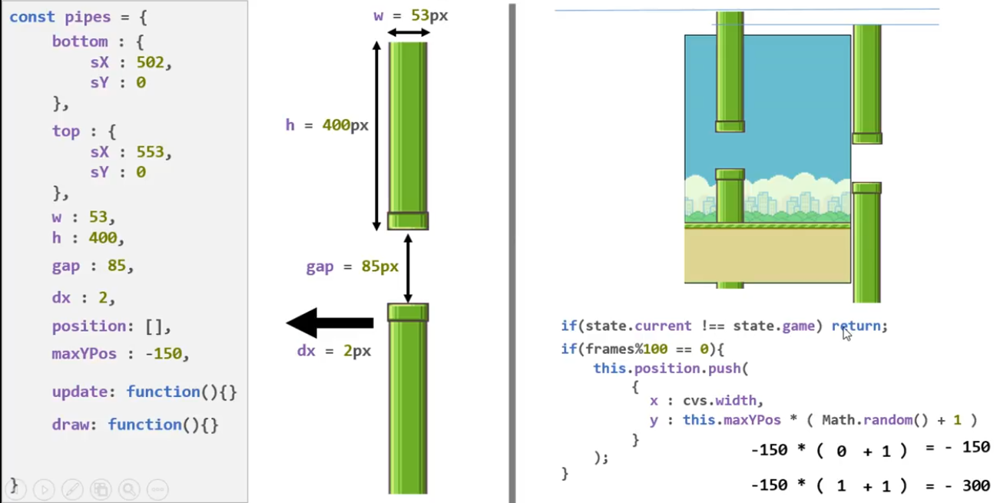 const pipes = {
bottom : {
sX : 502,
sY : 0
},
top : {
sX : 553,
sY : 0
},
w : 53,
h : 400,
gap : 85,
dx : 2,
position: [],
maxYPos : -150,
update: function(){}
draw: function(){}
}
w = 53px
h = 400px
gap = 85px
dx = 2px
if(state.current !== state.game) return;
if(frames%100 == 0){
this.position.push(
{
x : cvs.width,
y : this.maxYPos * ( Math.random() + 1 )
}
);
}
-150 * ( 0 + 1 ) = - 150
-150 * ( 1 + 1 ) = - 300